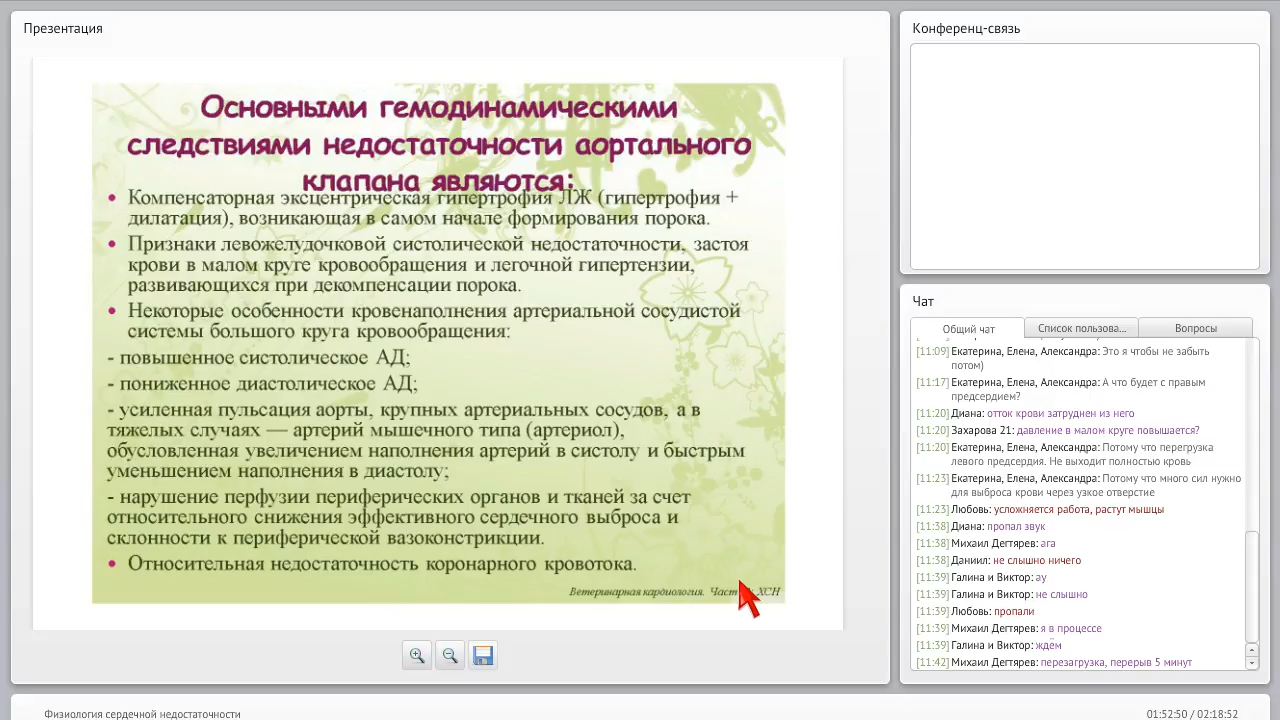 Презентация
Основными гемодинамическими
следствиями недостаточности аортального
клапана являются:
• Компенсаторная эксцентрическая гипертрофия ЛЖ (гипертрофия +
дилатация), возникающая в самом начале формирования порока.
• Признаки левожелудочковой систолической недостаточности, застоя
крови в малом круге кровообращения и легочной гипертензии,
развивающихся при декомпенсации порока.
• Некоторые особенности кровенаполнения артериальной сосудистой
системы большого круга кровообращения:
- повышенное систолическое АД;
- пониженное диастолическое АД;
- усиленная пульсация аорты, крупных артериальных сосудов, а в
тяжелых случаях — артерий мышечного типа (артериол),
обусловленная увеличением наполнения артерий в систолу и быстрым
уменьшением наполнения в диастолу;
- нарушение перфузии периферических органов и тканей за счет
относительного снижения эффективного сердечного выброса и
склонности к периферической вазоконстрикции.
• Относительная недостаточность коронарного кровотока.
Ветеринарная кардиология. ХСН
Конференц-связь
Чат
Общий чат
Список пользова...
Вопросы
[11:09] Екатерина, Елена, Александра: Это я чтобы не забыть
потом)
[11:17] Екатерина, Елена, Александра: А что будет с правым
предсердием?
[11:20] Диана: отток крови затруднен из него
[11:20] Захарова 21: давление в малом круге повышается?
[11:20] Екатерина, Елена, Александра: Потому что перегрузка
левого предсердия. Не выходит полностью кровь
[11:23] Екатерина, Елена, Александра: Потому что много сил нужно
для выброса крови через узкое отверстие
[11:23] Любовь: усложняется работа, растут мышцы
[11:38] Диана: пропал звук
[11:38] Михаил Дегтярев: ага
[11:38] Даниил: не слышно ничего
[11:39] Галина и Виктор: ау
[11:39] Галина и Виктор: не слышно
[11:39] Любовь: пропали
[11:39] Михаил Дегтярев: я в процессе
[11:39] Галина и Виктор: ждём
[11:42] Михаил Дегтярев: перезагрузка, перерыв 5 минут
Физиология сердечной недостаточности
01:52:50 / 02:18:52